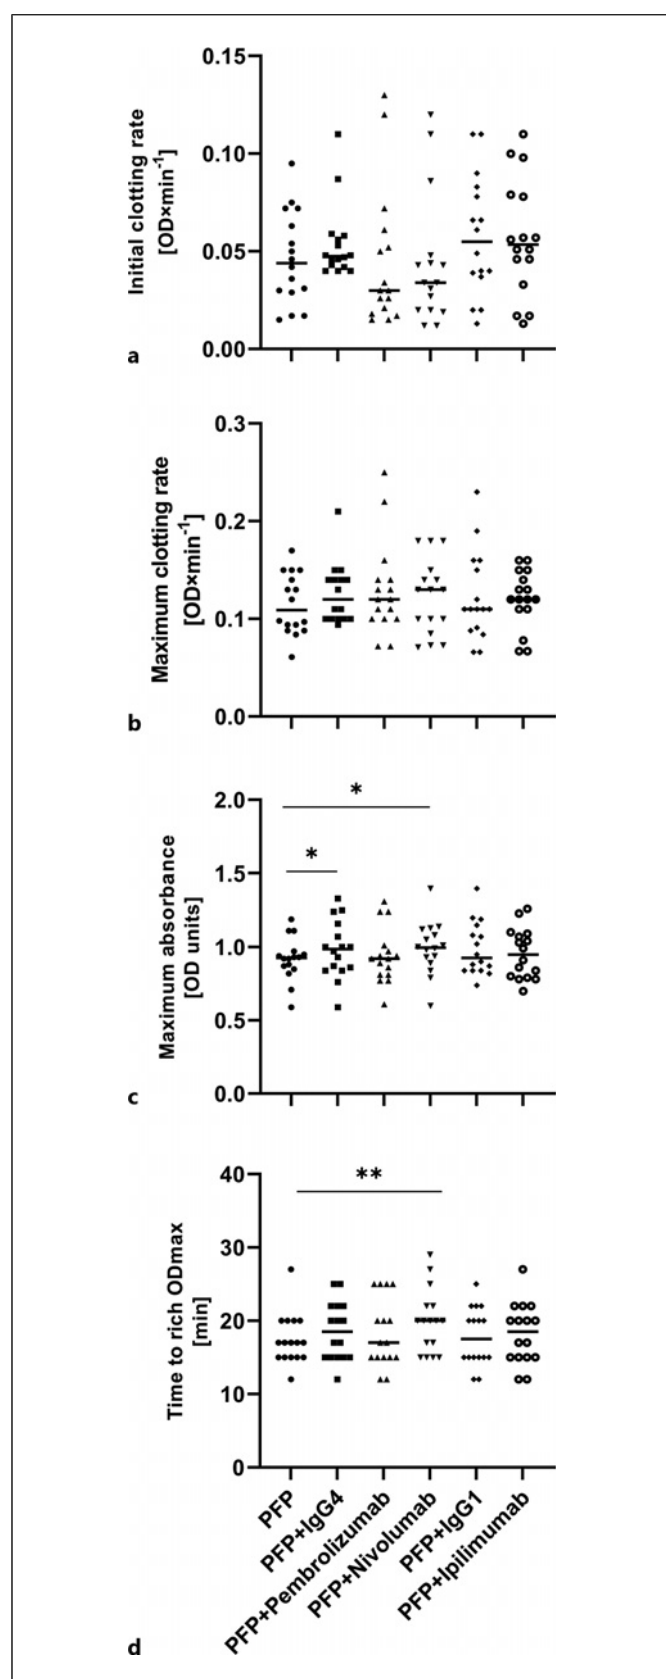 Initial clotting rate
[OD×min-1]
0.15
0.10
0.05
0.00
a
Maximum clotting rate
[OD×min-1]
0.3
0.2
0.1
0.0
b
Maximum absorbance
[OD units]
2.0
1.5
1.0
0.5
0.0
*
*
c
Time to rich ODmax
[min]
40
30
20
10
0
**
PFP
PFP+IgG4
PFP+Pembrolizumab
PFP+Nivolumab
PFP+IgG1
PFP+Ipilimumab
d